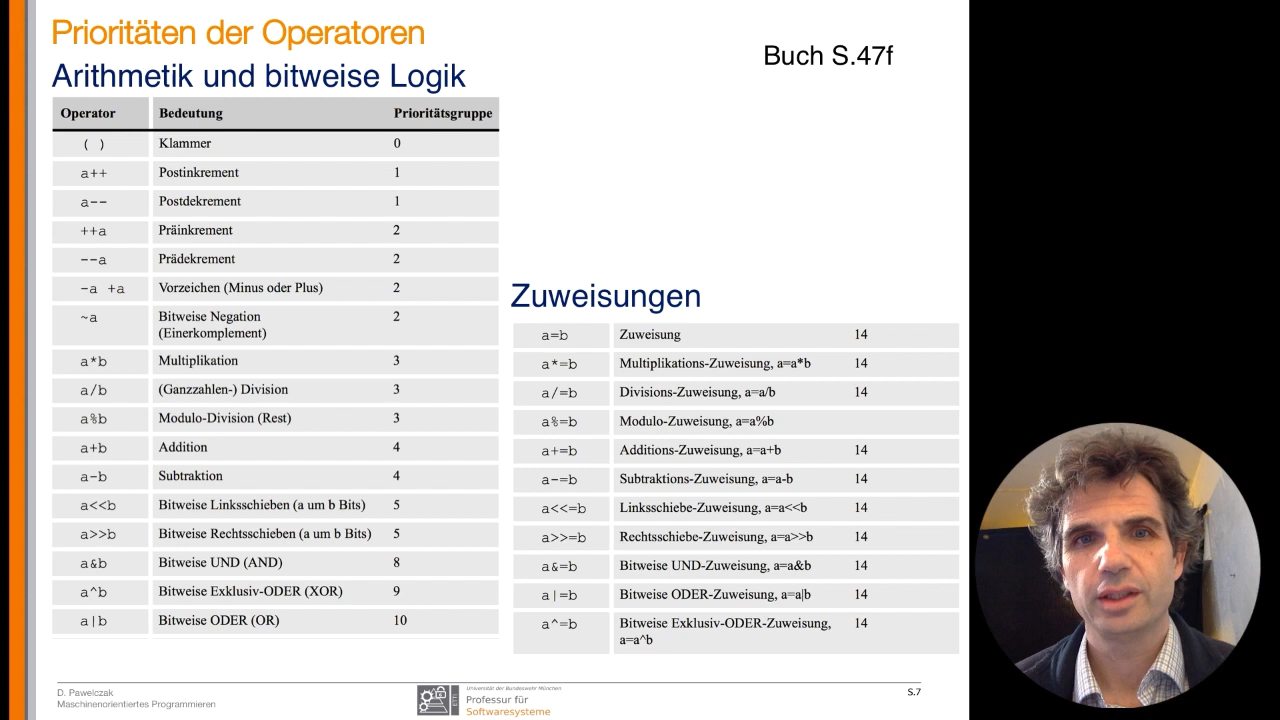 Prioritäten der Operatoren
Arithmetik und bitweise Logik
Buch S.47f
Operator Bedeutung Prioritätsgruppe
( ) Klammer 0
a++ Postinkrement 1
a-- Postdekrement 1
++a Präinkrement 2
--a Prädekrement 2
-a +a Vorzeichen (Minus oder Plus) 2
~a Bitweise Negation 2
(Einerkomplement)
a*b Multiplikation 3
a/b (Ganzzahlen-) Division 3
a%b Modulo-Division (Rest) 3
a+b Addition 4
a-b Subtraktion 4
a<<b Bitweise Linksschieben (a um b Bits) 5
a>>b Bitweise Rechtsschieben (a um b Bits) 5
a&b Bitweise UND (AND) 8
a^b Bitweise Exklusiv-ODER (XOR) 9
a|b Bitweise ODER (OR) 10
Zuweisungen
a=b Zuweisung 14
a*=b Multiplikations-Zuweisung, a=a*b 14
a/=b Divisions-Zuweisung, a=a/b 14
a%=b Modulo-Zuweisung, a=a%b
a+=b Additions-Zuweisung, a=a+b 14
a-=b Subtraktions-Zuweisung, a=a-b 14
a<<=b Linksschiebe-Zuweisung, a=a<<b 14
a>>=b Rechtsschiebe-Zuweisung, a=a>>b 14
a&=b Bitweise UND-Zuweisung, a=a&b 14
a|=b Bitweise ODER-Zuweisung, a=a|b 14
a^=b Bitweise Exklusiv-ODER-Zuweisung, 14
a=a^b
D. Pawelczak
Maschinenorientiertes Programmieren
ETTI
Universität der Bundeswehr München
Professur für
Softwaresysteme
S.7